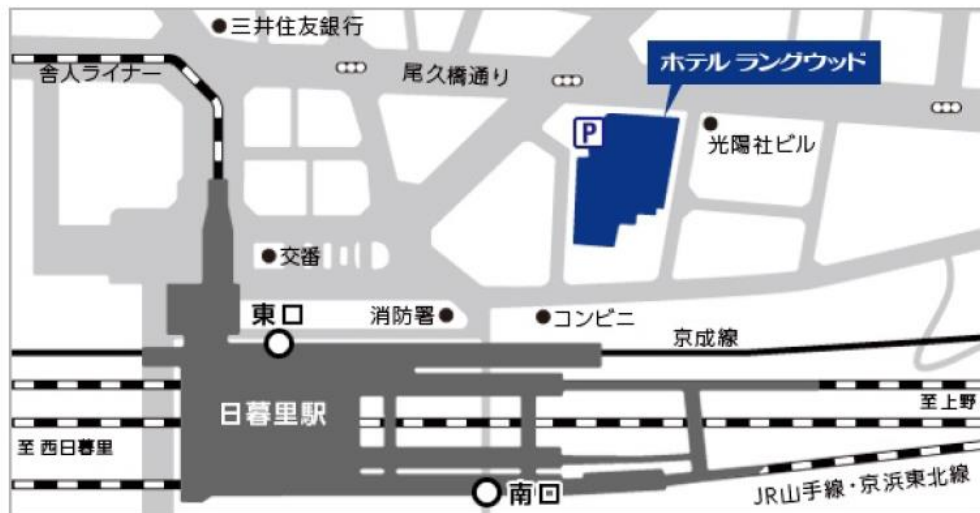 三井住友銀行
舎人ライナー
尾久橋通り
ホテル ラングウッド
P
光陽社ビル
交番
東口
消防署
コンビニ
京成線
日暮里駅
至上野
至 西日暮里
南口
JR山手線・京浜東北線